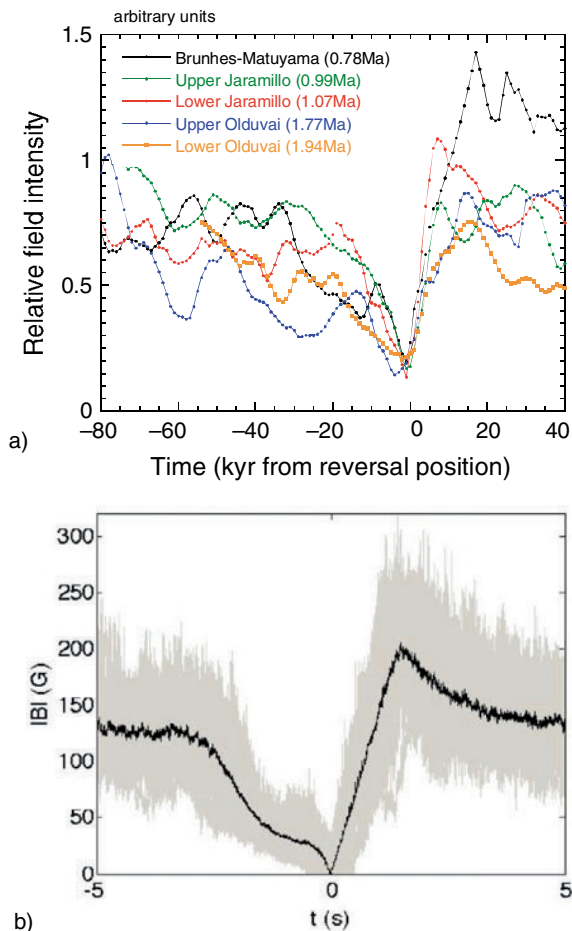 arbitrary units
1.5
Brunhes-Matuyama (0.78Ma)
Upper Jaramillo (0.99Ma)
Lower Jaramillo (1.07Ma)
Upper Olduvai (1.77Ma)
Lower Olduvai (1.94Ma)
1
Relative field intensity
0.5
0
–80 –60 –40 –20 0 20 40
a)
Time (kyr from reversal position)
300
250
200
|B| (G)
150
100
50
0
-5 0 5
b)
t (s)